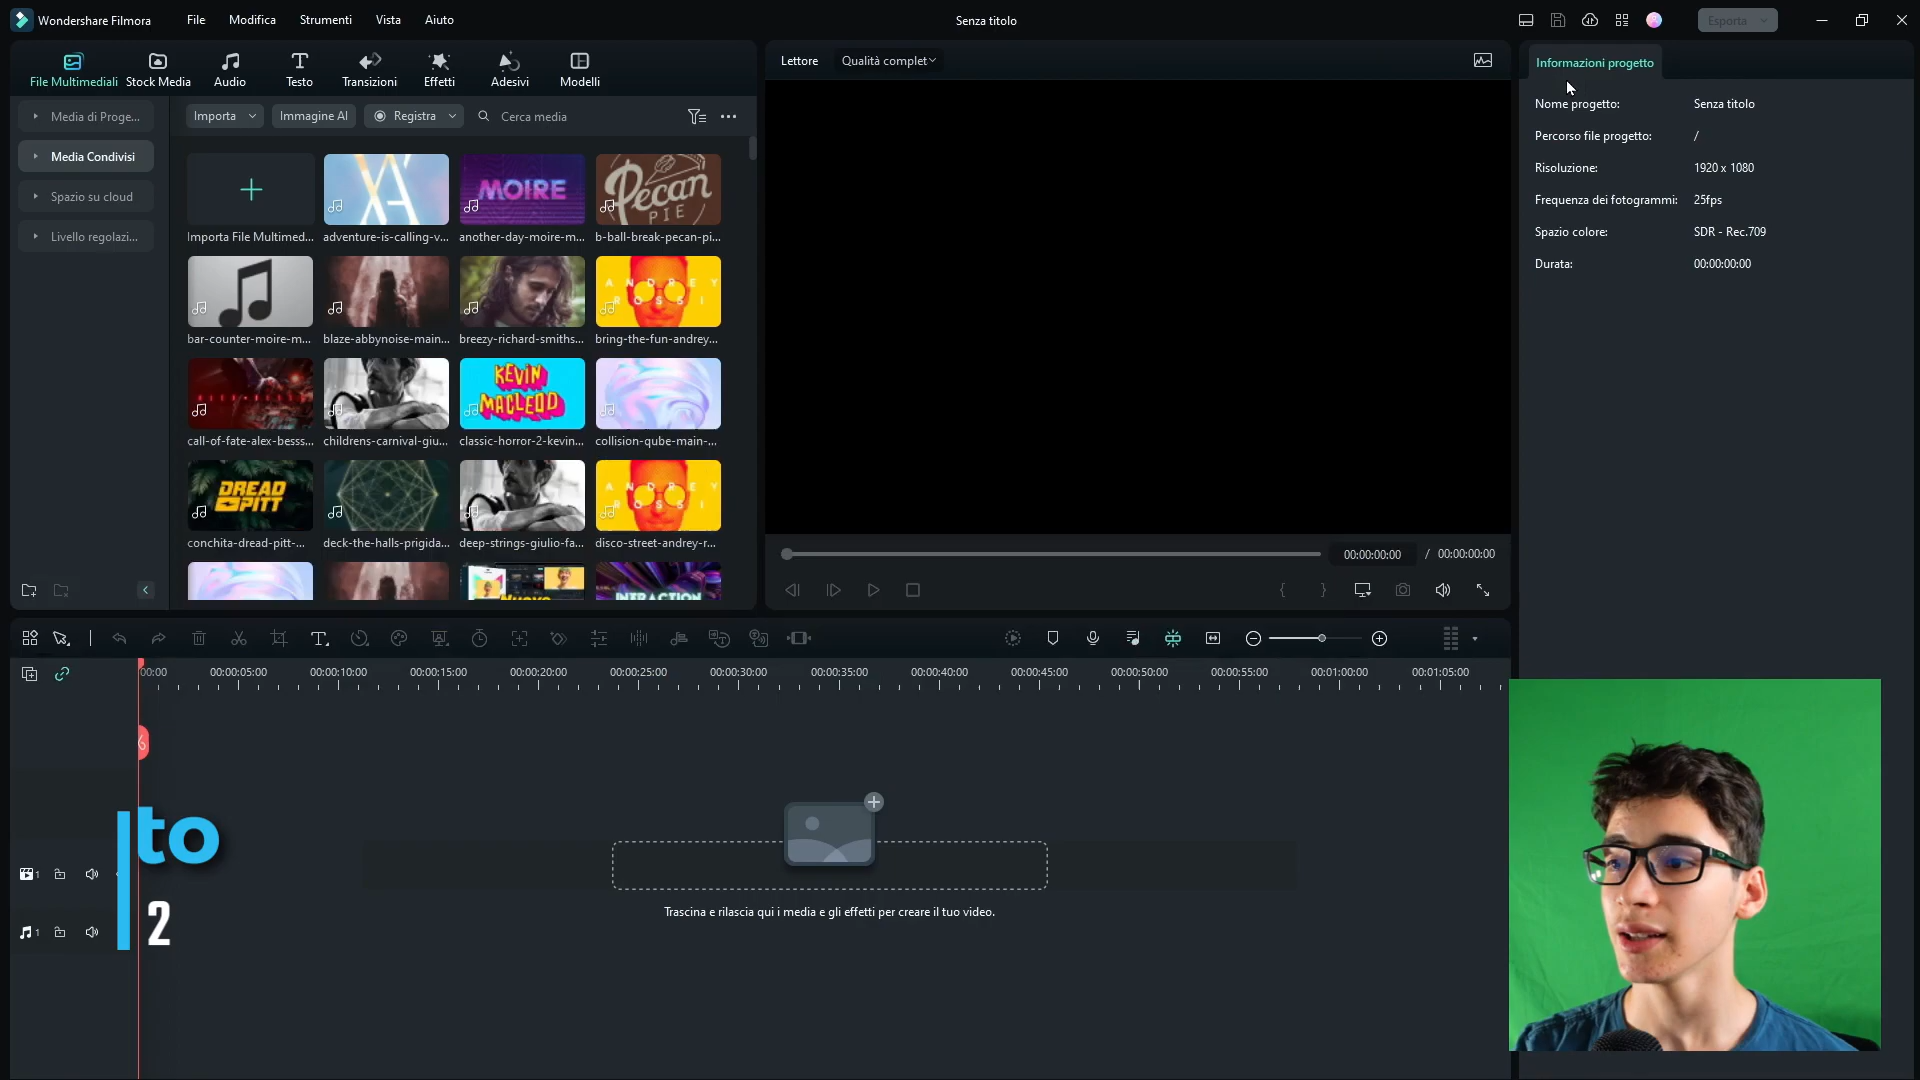 Wondershare Filmora
File
Modifica
Strumenti
Vista
Aiuto
Senza titolo
Esporta
File Multimediali
Stock Media
Audio
Testo
Transizioni
Effetti
Adesivi
Modelli
Media di Proge...
Media Condivisi
Spazio su cloud
Livello regolazi...
Importa
Immagine AI
Registra
Cerca media
MOIRE
Pecan
PIE
Importa File Multimed...
adventure-is-calling-v...
another-day-moire-m...
b-ball-break-pecan-pi...
ANDREY
ROSSI
bar-counter-moire-m...
blaze-abbynoise-main...
breezy-richard-smiths...
bring-the-fun-andrey...
KEVIN
MACLEOD
call-of-fate-alex-besss...
childrens-carnival-giu...
classic-horror-2-kevin...
collision-qube-main-...
DREAD
PITT
ANDREY
ROSSI
conchita-dread-pitt-...
deck-the-halls-prigida...
deep-strings-giulio-fa...
disco-street-andrey-r...
Lettore
Qualità complet
00:00:00:00 / 00:00:00:00
Informazioni progetto
Nome progetto: Senza titolo
Percorso file progetto: /
Risoluzione: 1920 x 1080
Frequenza dei fotogrammi: 25fps
Spazio colore: SDR - Rec.709
Durata: 00:00:00:00
00:00
00:00:05:00
00:00:10:00
00:00:15:00
00:00:20:00
00:00:25:00
00:00:30:00
00:00:35:00
00:00:40:00
00:00:45:00
00:00:50:00
00:00:55:00
00:01:00:00
00:01:05:00
to
2
1
1
Trascina e rilascia qui i media e gli effetti per creare il tuo video.